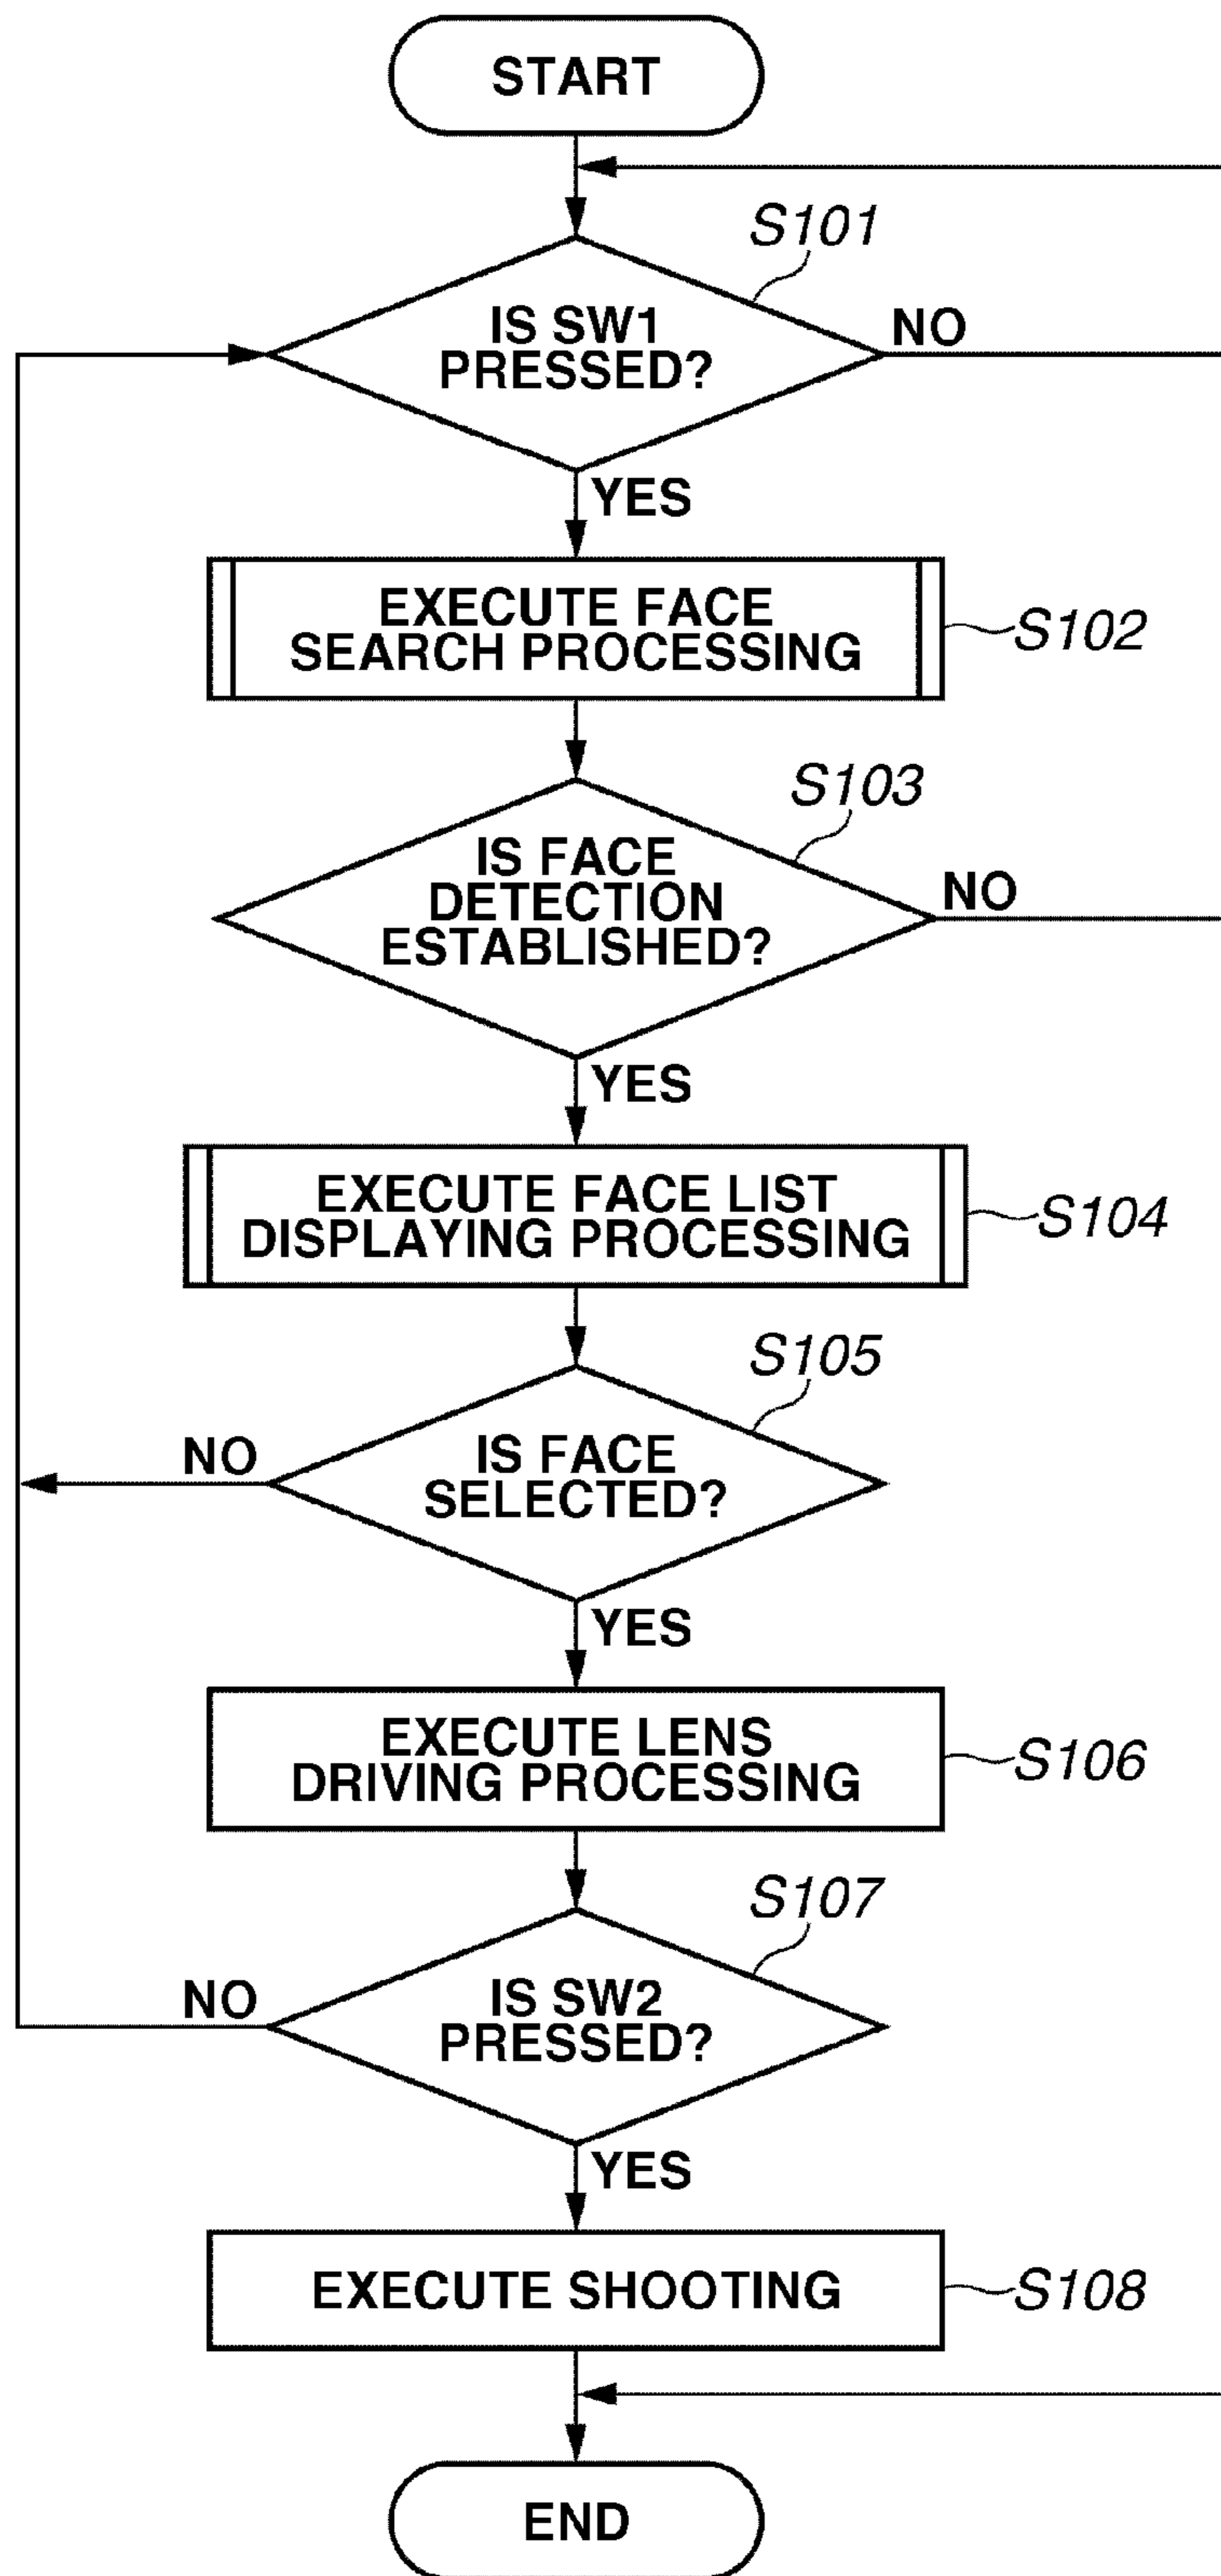 START
S101
IS SW1
PRESSED?
NO
YES
EXECUTE FACE
SEARCH PROCESSING
S102
S103
IS FACE
DETECTION
ESTABLISHED?
NO
YES
EXECUTE FACE LIST
DISPLAYING PROCESSING
S104
S105
IS FACE
SELECTED?
NO
YES
EXECUTE LENS
DRIVING PROCESSING
S106
S107
IS SW2
PRESSED?
NO
YES
EXECUTE SHOOTING
S108
END